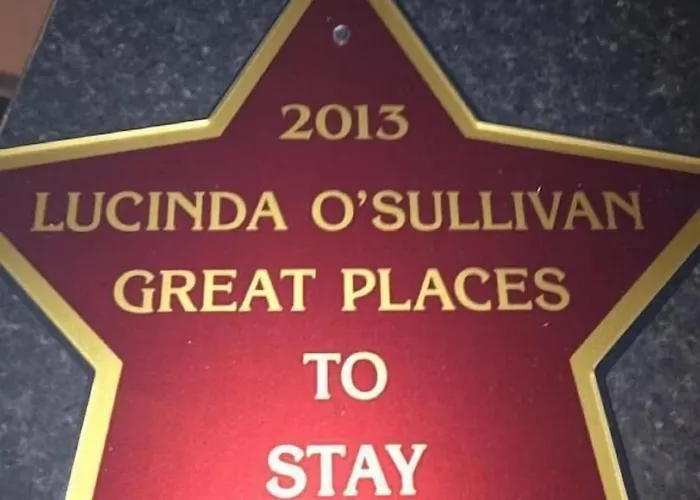 2013
LUCINDA O'SULLIVAN
GREAT PLACES
TO
STAY